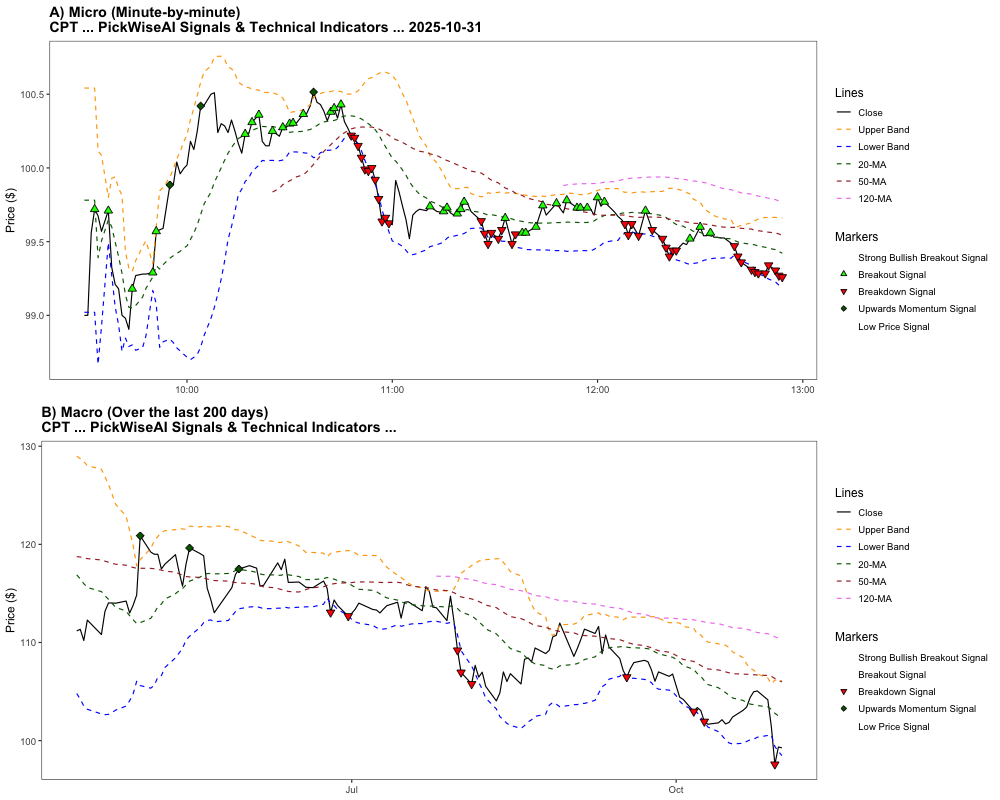 A) Micro (Minute-by-minute)
CPT ... PickWiseAI Signals & Technical Indicators ... 2025-10-31
Price ($)
100.5
100.0
99.5
99.0
10:00
11:00
12:00
13:00
Lines
Close
Upper Band
Lower Band
20-MA
50-MA
120-MA
Markers
Strong Bullish Breakout Signal
Breakout Signal
Breakdown Signal
Upwards Momentum Signal
Low Price Signal
B) Macro (Over the last 200 days)
CPT ... PickWiseAI Signals & Technical Indicators ...
Price ($)
130
120
110
100
Jul
Oct
Lines
Close
Upper Band
Lower Band
20-MA
50-MA
120-MA
Markers
Strong Bullish Breakout Signal
Breakout Signal
Breakdown Signal
Upwards Momentum Signal
Low Price Signal